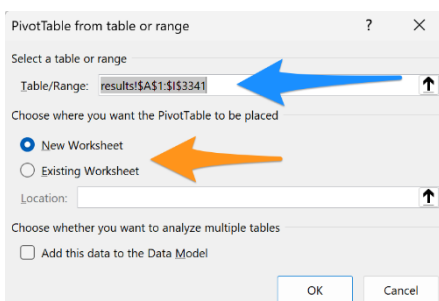 PivotTable from table or range ? ×
Select a table or range
Table/Range: results!$A$1:$I$3341
Choose where you want the PivotTable to be placed
New Worksheet
Existing Worksheet
Location:
Choose whether you want to analyze multiple tables
Add this data to the Data Model
OK Cancel